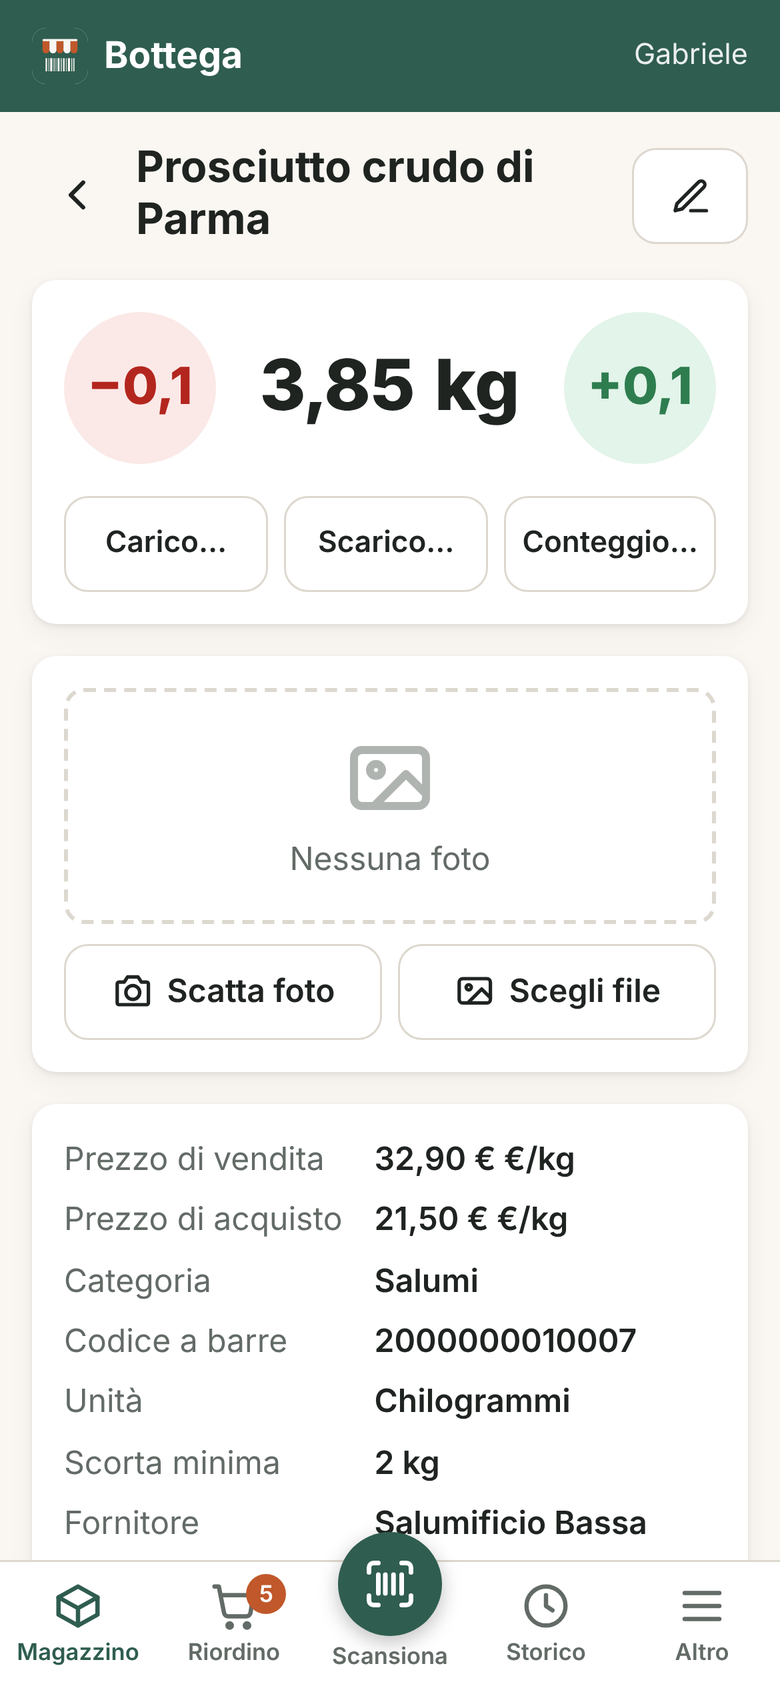 Bottega
Gabriele
Prosciutto crudo di
Parma
−0,1
3,85 kg
+0,1
Carico...
Scarico...
Conteggio...
Nessuna foto
Scatta foto
Scegli file
Prezzo di vendita 32,90 € €/kg
Prezzo di acquisto 21,50 € €/kg
Categoria Salumi
Codice a barre 2000000010007
Unità Chilogrammi
Scorta minima 2 kg
Fornitore Salumificio Bassa
5
Magazzino
Riordino
Scansiona
Storico
Altro